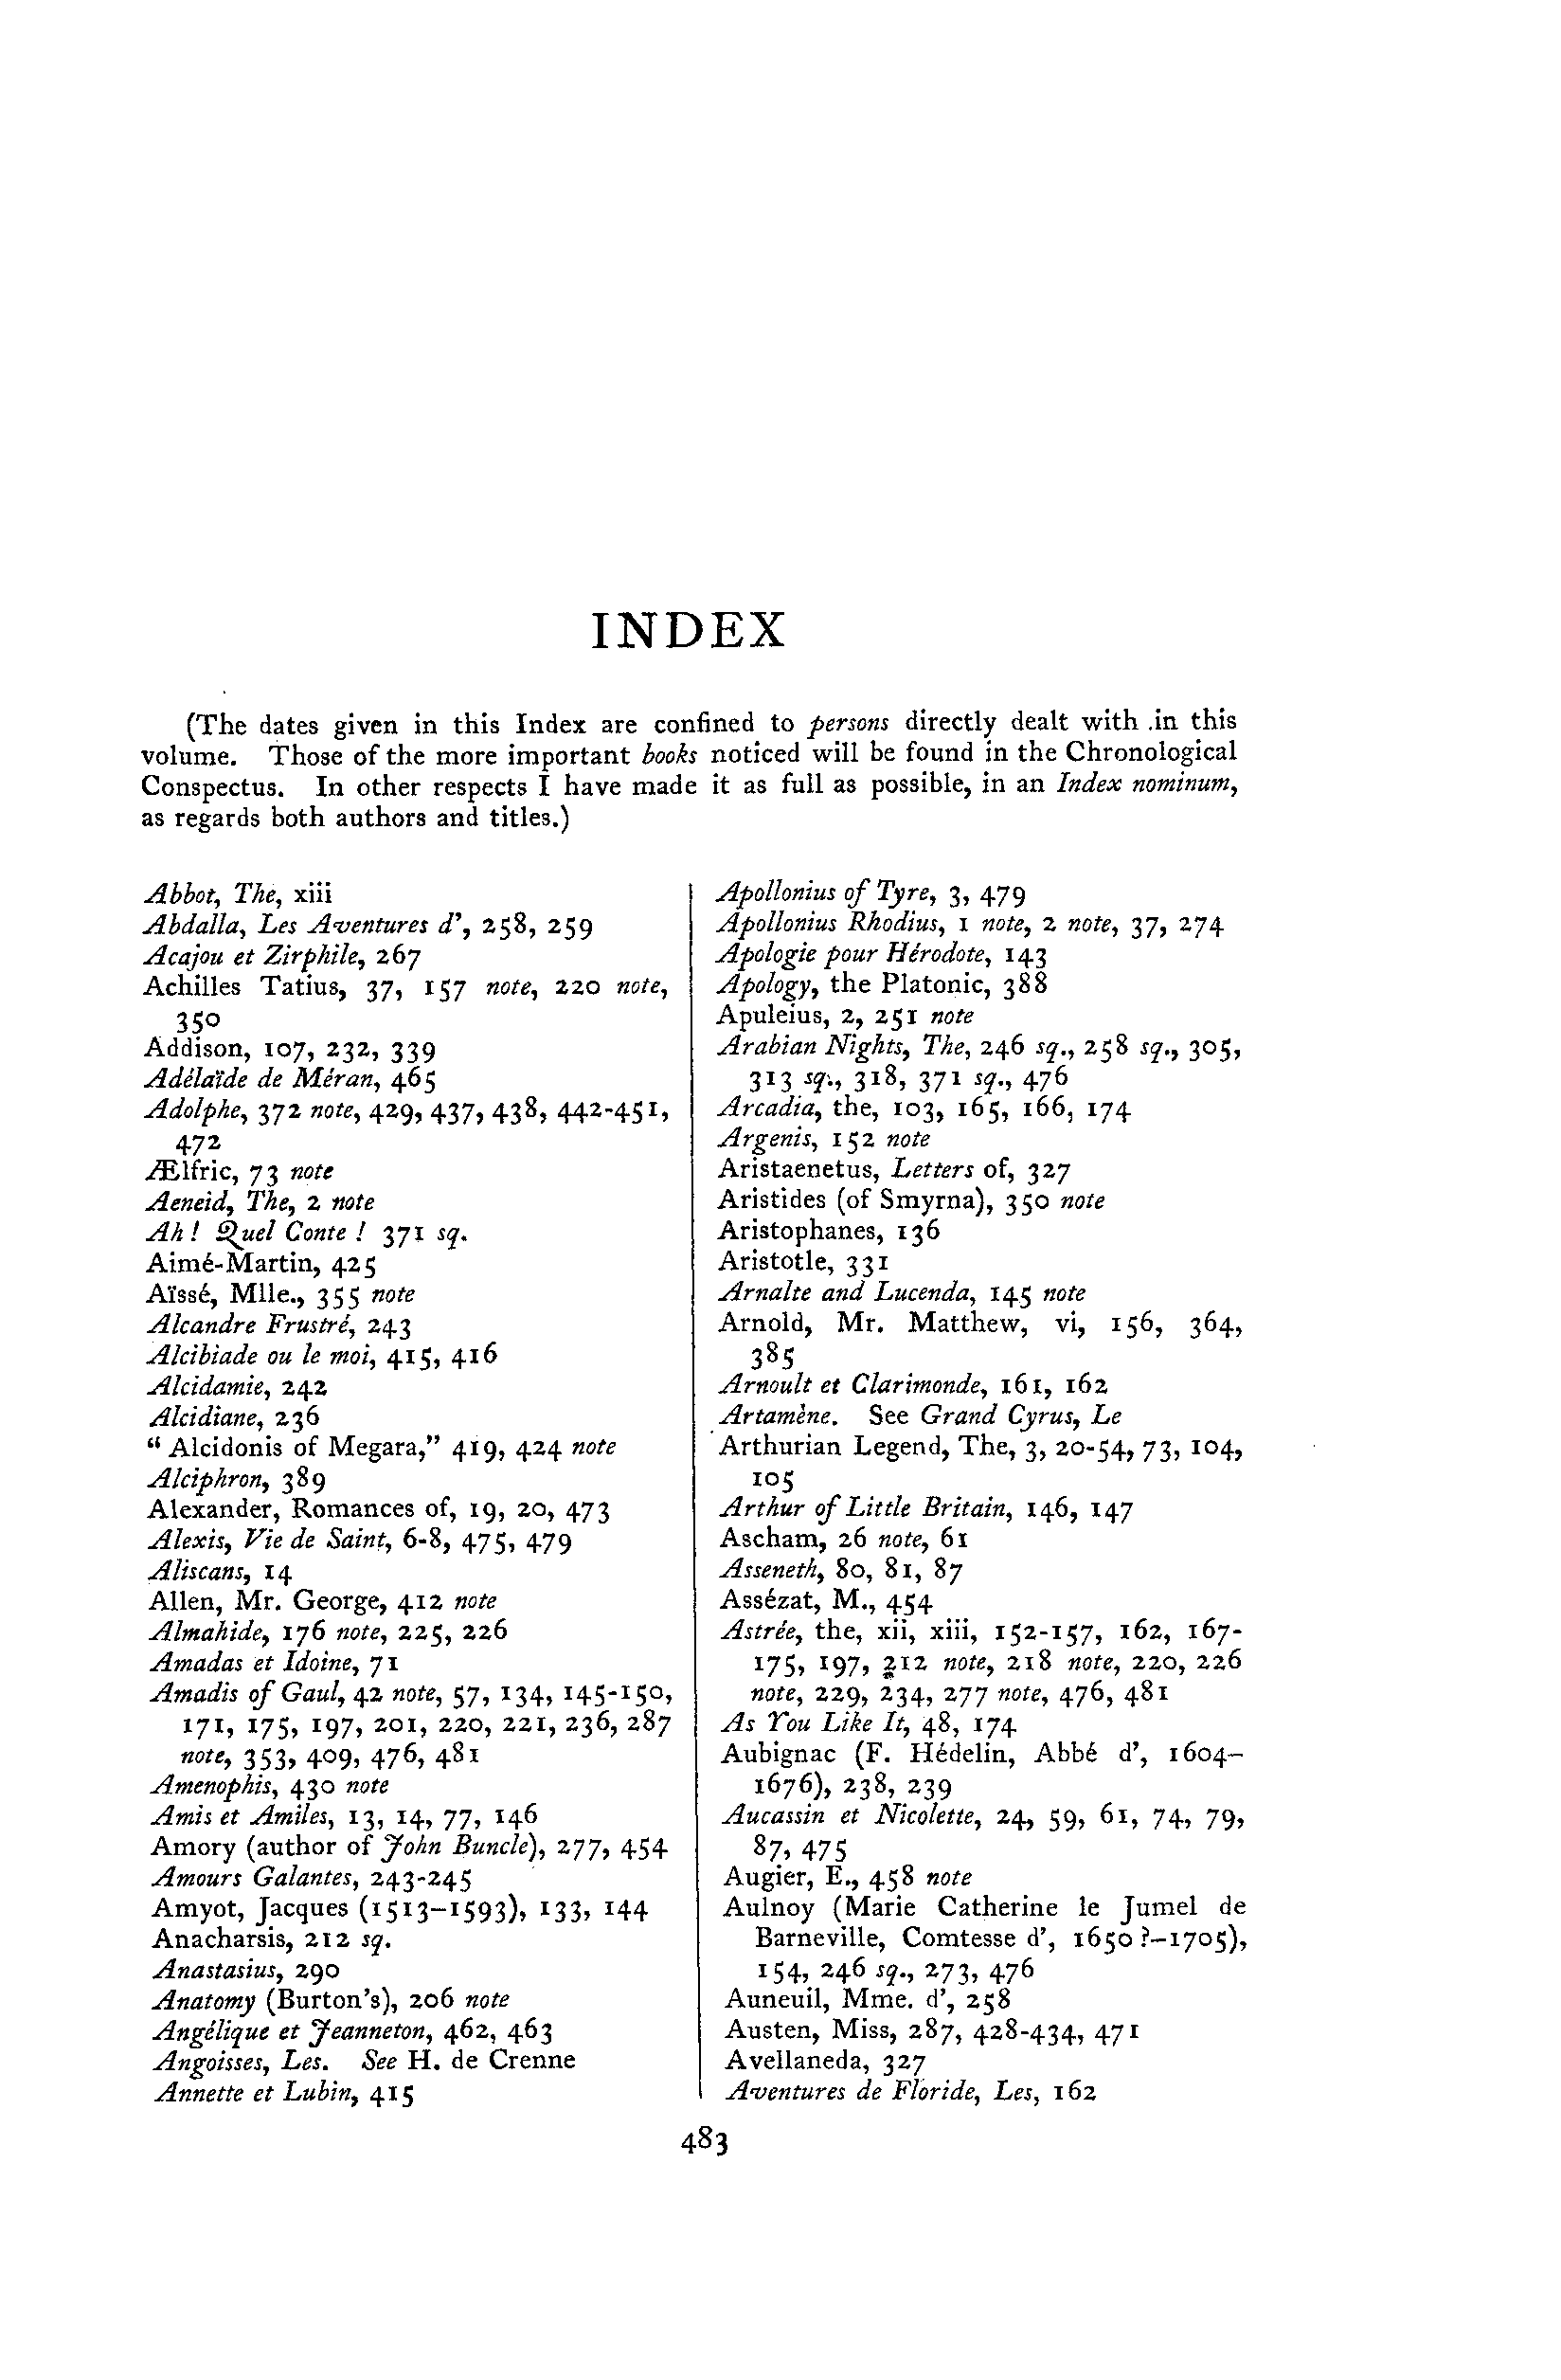 INDEX
(The dates given in this Index are confined to persons directly dealt with .in this
volume. Those of the more important books noticed will be found in the Chronological
Conspectus. In other respects I have made it as full as possible, in an Index nominum,
as regards both authors and titles.)
Abbot, The, xiii
Abdalla, Les Aventures d', 258, 259
Acajou et Zirphile, 267
Achilles Tatius, 37, 157 note, 220 note,
350
Addison, 107, 232, 339
Adélaïde de Méran, 465
Adolphe, 372 note, 429, 437, 438, 442-451,
472
Ælfric, 73 note
Aeneid, The, 2 note
Ah! Quel Conte! 371 sq.
Aimé-Martin, 425
Aïssé, Mlle., 355 note
Alcandre Frustré, 243
Alcibiade ou le moi, 415, 416
Alcidamie, 242
Alcidiane, 236
"Alcidonis of Megara," 419, 424 note
Alciphron, 389
Alexander, Romances of, 19, 20, 473
Alexis, Vie de Saint, 6-8, 475, 479
Aliscans, 14
Allen, Mr. George, 412 note
Almahide, 176 note, 225, 226
Amadas et Idoine, 71
Amadis of Gaul, 42 note, 57, 134, 145-150,
171, 175, 197, 201, 220, 221, 236, 287
note, 353, 409, 476, 481
Amenophis, 430 note
Amis et Amiles, 13, 14, 77, 146
Amory (author of John Buncle), 277, 454
Amours Galantes, 243-245
Amyot, Jacques (1513–1593), 133, 144
Anacharsis, 212 sq.
Anastasius, 290
Anatomy (Burton's), 206 note
Angélique et Jeanneton, 462, 463
Angoisses, Les. See H. de Crenne
Annette et Lubin, 415
Apollonius of Tyre, 3, 479
Apollonius Rhodius, 1 note, 2 note, 37, 274
Apologie pour Hérodote, 143
Apology, the Platonic, 388
Apuleius, 2, 251 note
Arabian Nights, The, 246 sq., 258 sq., 305,
313 sq., 318, 371 sq., 476
Arcadia, the, 103, 165, 166, 174
Argenis, 152 note
Aristaenetus, Letters of, 327
Aristides (of Smyrna), 350 note
Aristophanes, 136
Aristotle, 331
Arnalte and Lucenda, 145 note
Arnold, Mr. Matthew, vi, 156, 364,
385
Arnoult et Clarimonde, 161, 162
Artamène. See Grand Cyrus, Le
Arthurian Legend, The, 3, 20-54, 73, 104,
105
Arthur of Little Britain, 146, 147
Ascham, 26 note, 61
Asseneth, 80, 81, 87
Assézat, M., 454
Astrée, the, xii, xiii, 152-157, 162, 167-
175, 197, 212 note, 218 note, 220, 226
note, 229, 234, 277 note, 476, 481
As You Like It, 48, 174
Aubignac (F. Hédelin, Abbé d', 1604–
1676), 238, 239
Aucassin et Nicolette, 24, 59, 61, 74, 79,
87, 475
Augier, E., 458 note
Aulnoy (Marie Catherine le Jumel de
Barneville, Comtesse d', 1650?–1705),
154, 246 sq., 273, 476
Auneuil, Mme. d', 258
Austen, Miss, 287, 428-434, 471
Avellaneda, 327
Aventures de Floride, Les, 162
483